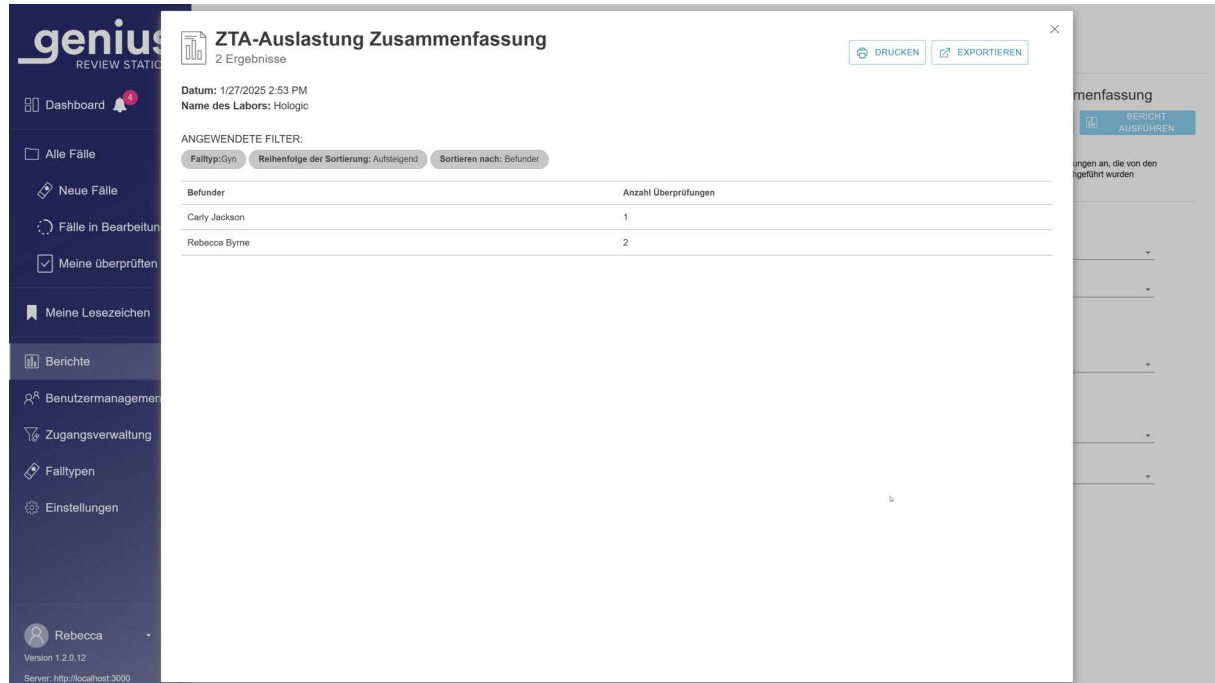 genius
REVIEW STATIO
Dashboard 4
Alle Fälle
Neue Fälle
Fälle in Bearbeitun
Meine überprüften
Meine Lesezeichen
Berichte
Benutzermanagemen
Zugangsverwaltung
Falltypen
Einstellungen
Rebecca
Version 1.2.0.12
Server: http://localhost:3000
ZTA-Auslastung Zusammenfassung
2 Ergebnisse
DRUCKEN
EXPORTIEREN
Datum: 1/27/2025 2:53 PM
Name des Labors: Hologic
ANGEWENDETE FILTER:
Falltyp:Gyn Reihenfolge der Sortierung: Aufsteigend Sortieren nach: Befunder
Befunder Anzahl Überprüfungen
Carly Jackson 1
Rebecca Byrne 2
menfassung
BERICHT
AUSFÜHREN
ungen an, die von den
hgeführt wurden